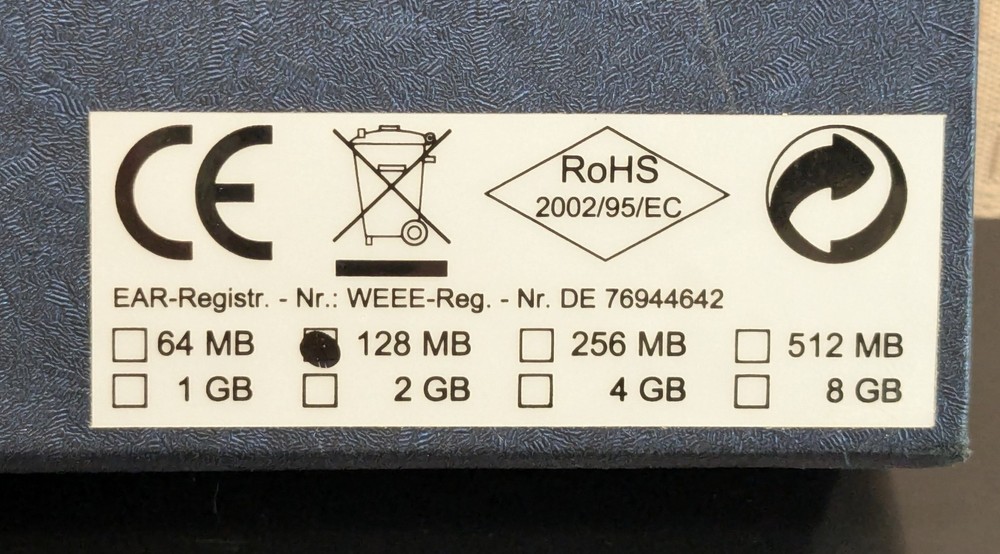 CE
RoHS
2002/95/EC
EAR-Registr. - Nr.: WEEE-Reg. - Nr. DE 76944642
64 MB 128 MB 256 MB 512 MB
1 GB 2 GB 4 GB 8 GB